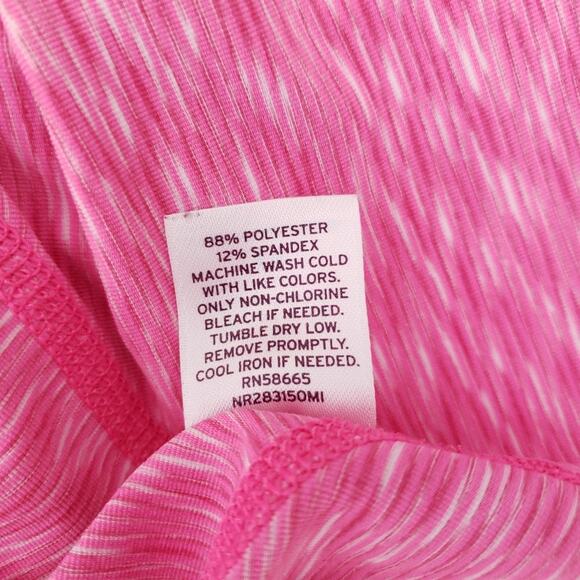 88% POLYESTER
12% SPANDEX
MACHINE WASH COLD
WITH LIKE COLORS.
ONLY NON-CHLORINE
BLEACH IF NEEDED.
TUMBLE DRY LOW.
REMOVE PROMPTLY.
COOL IRON IF NEEDED.
RN58665
NR283150MI